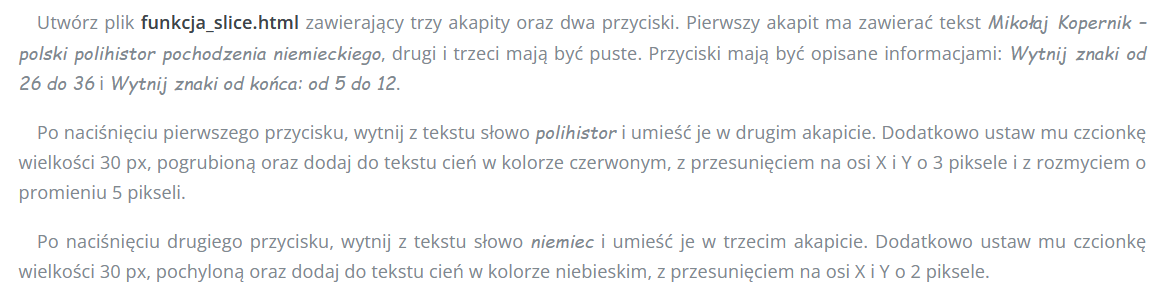 Utwórz plik funkcja_slice.html zawierający trzy akapity oraz dwa przyciski. Pierwszy akapit ma zawierać tekst Mikołaj Kopernik –
polski polihistor pochodzenia niemieckiego, drugi i trzeci mają być puste. Przyciski mają być opisane informacjami: Wytnij znaki od
26 do 36 i Wytnij znaki od końca: od 5 do 12.
Po naciśnięciu pierwszego przycisku, wytnij z tekstu słowo polihistor i umieść je w drugim akapicie. Dodatkowo ustaw mu czcionkę
wielkości 30 px, pogrubioną oraz dodaj do tekstu cień w kolorze czerwonym, z przesunięciem na osi X i Y o 3 piksele i z rozmyciem o
promieniu 5 pikseli.
Po naciśnięciu drugiego przycisku, wytnij z tekstu słowo niemiec i umieść je w trzecim akapicie. Dodatkowo ustaw mu czcionkę
wielkości 30 px, pochyloną oraz dodaj do tekstu cień w kolorze niebieskim, z przesunięciem na osi X i Y o 2 piksele.